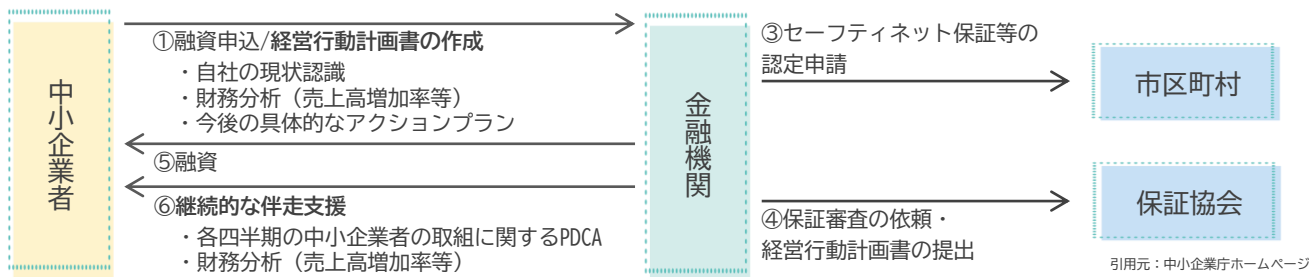 中小企業者
①融資申込/経営行動計画書の作成
・自社の現状認識
・財務分析（売上高増加率等）
・今後の具体的なアクションプラン
⑤融資
⑥継続的な伴走支援
・各四半期の中小企業者の取組に関するPDCA
・財務分析（売上高増加率等）
金融機関
③セーフティネット保証等の
認定申請
市区町村
④保証審査の依頼・
経営行動計画書の提出
保証協会
引用元：中小企業庁ホームページ